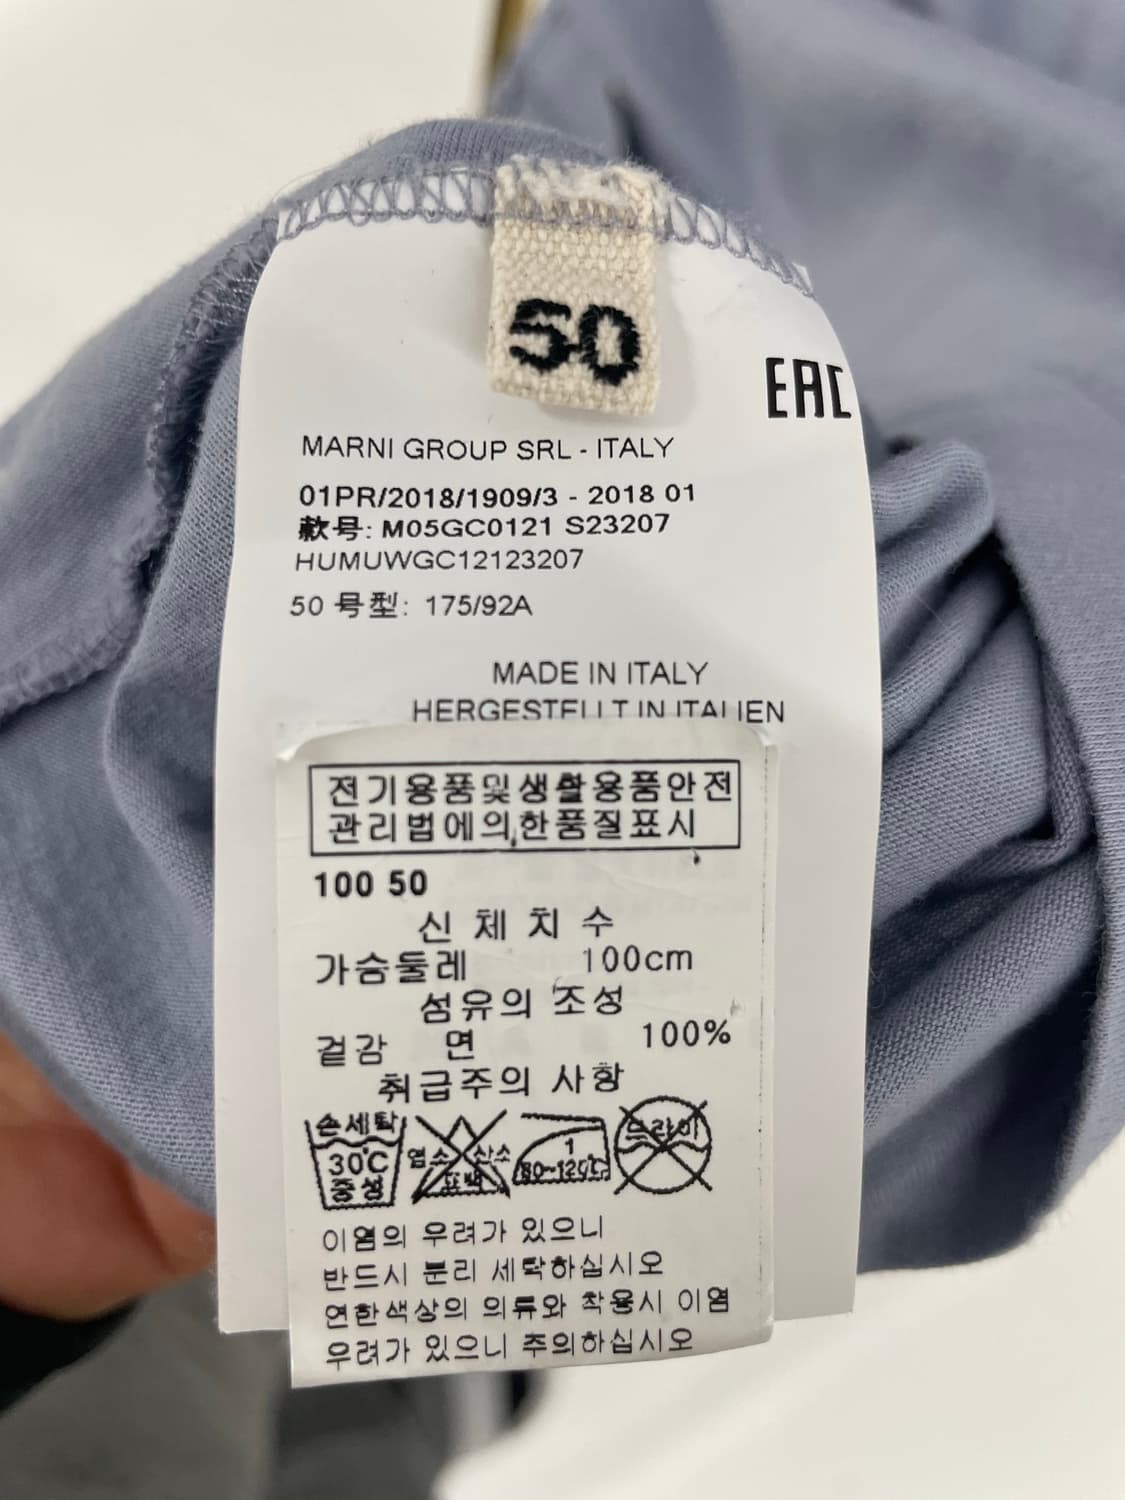 50
EAC
MARNI GROUP SRL - ITALY
01PR/2018/1909/3 - 2018 01
款号: M05GC0121 S23207
HUMUWGC12123207
50 号型: 175/92A
MADE IN ITALY
HERGESTELLT IN ITALIEN
전기용품및생활용품안전
관리법에의한품질표시
100 50
신체치수
가슴둘레 100cm
섬유의 조성
겉감 면 100%
취급주의 사항
손세탁 30℃ 중성
염소 산소 표백
1 80~120℃
드라이
이염의 우려가 있으니
반드시 분리 세탁하십시오
연한색상의 의류와 착용시 이염
우려가 있으니 주의하십시오